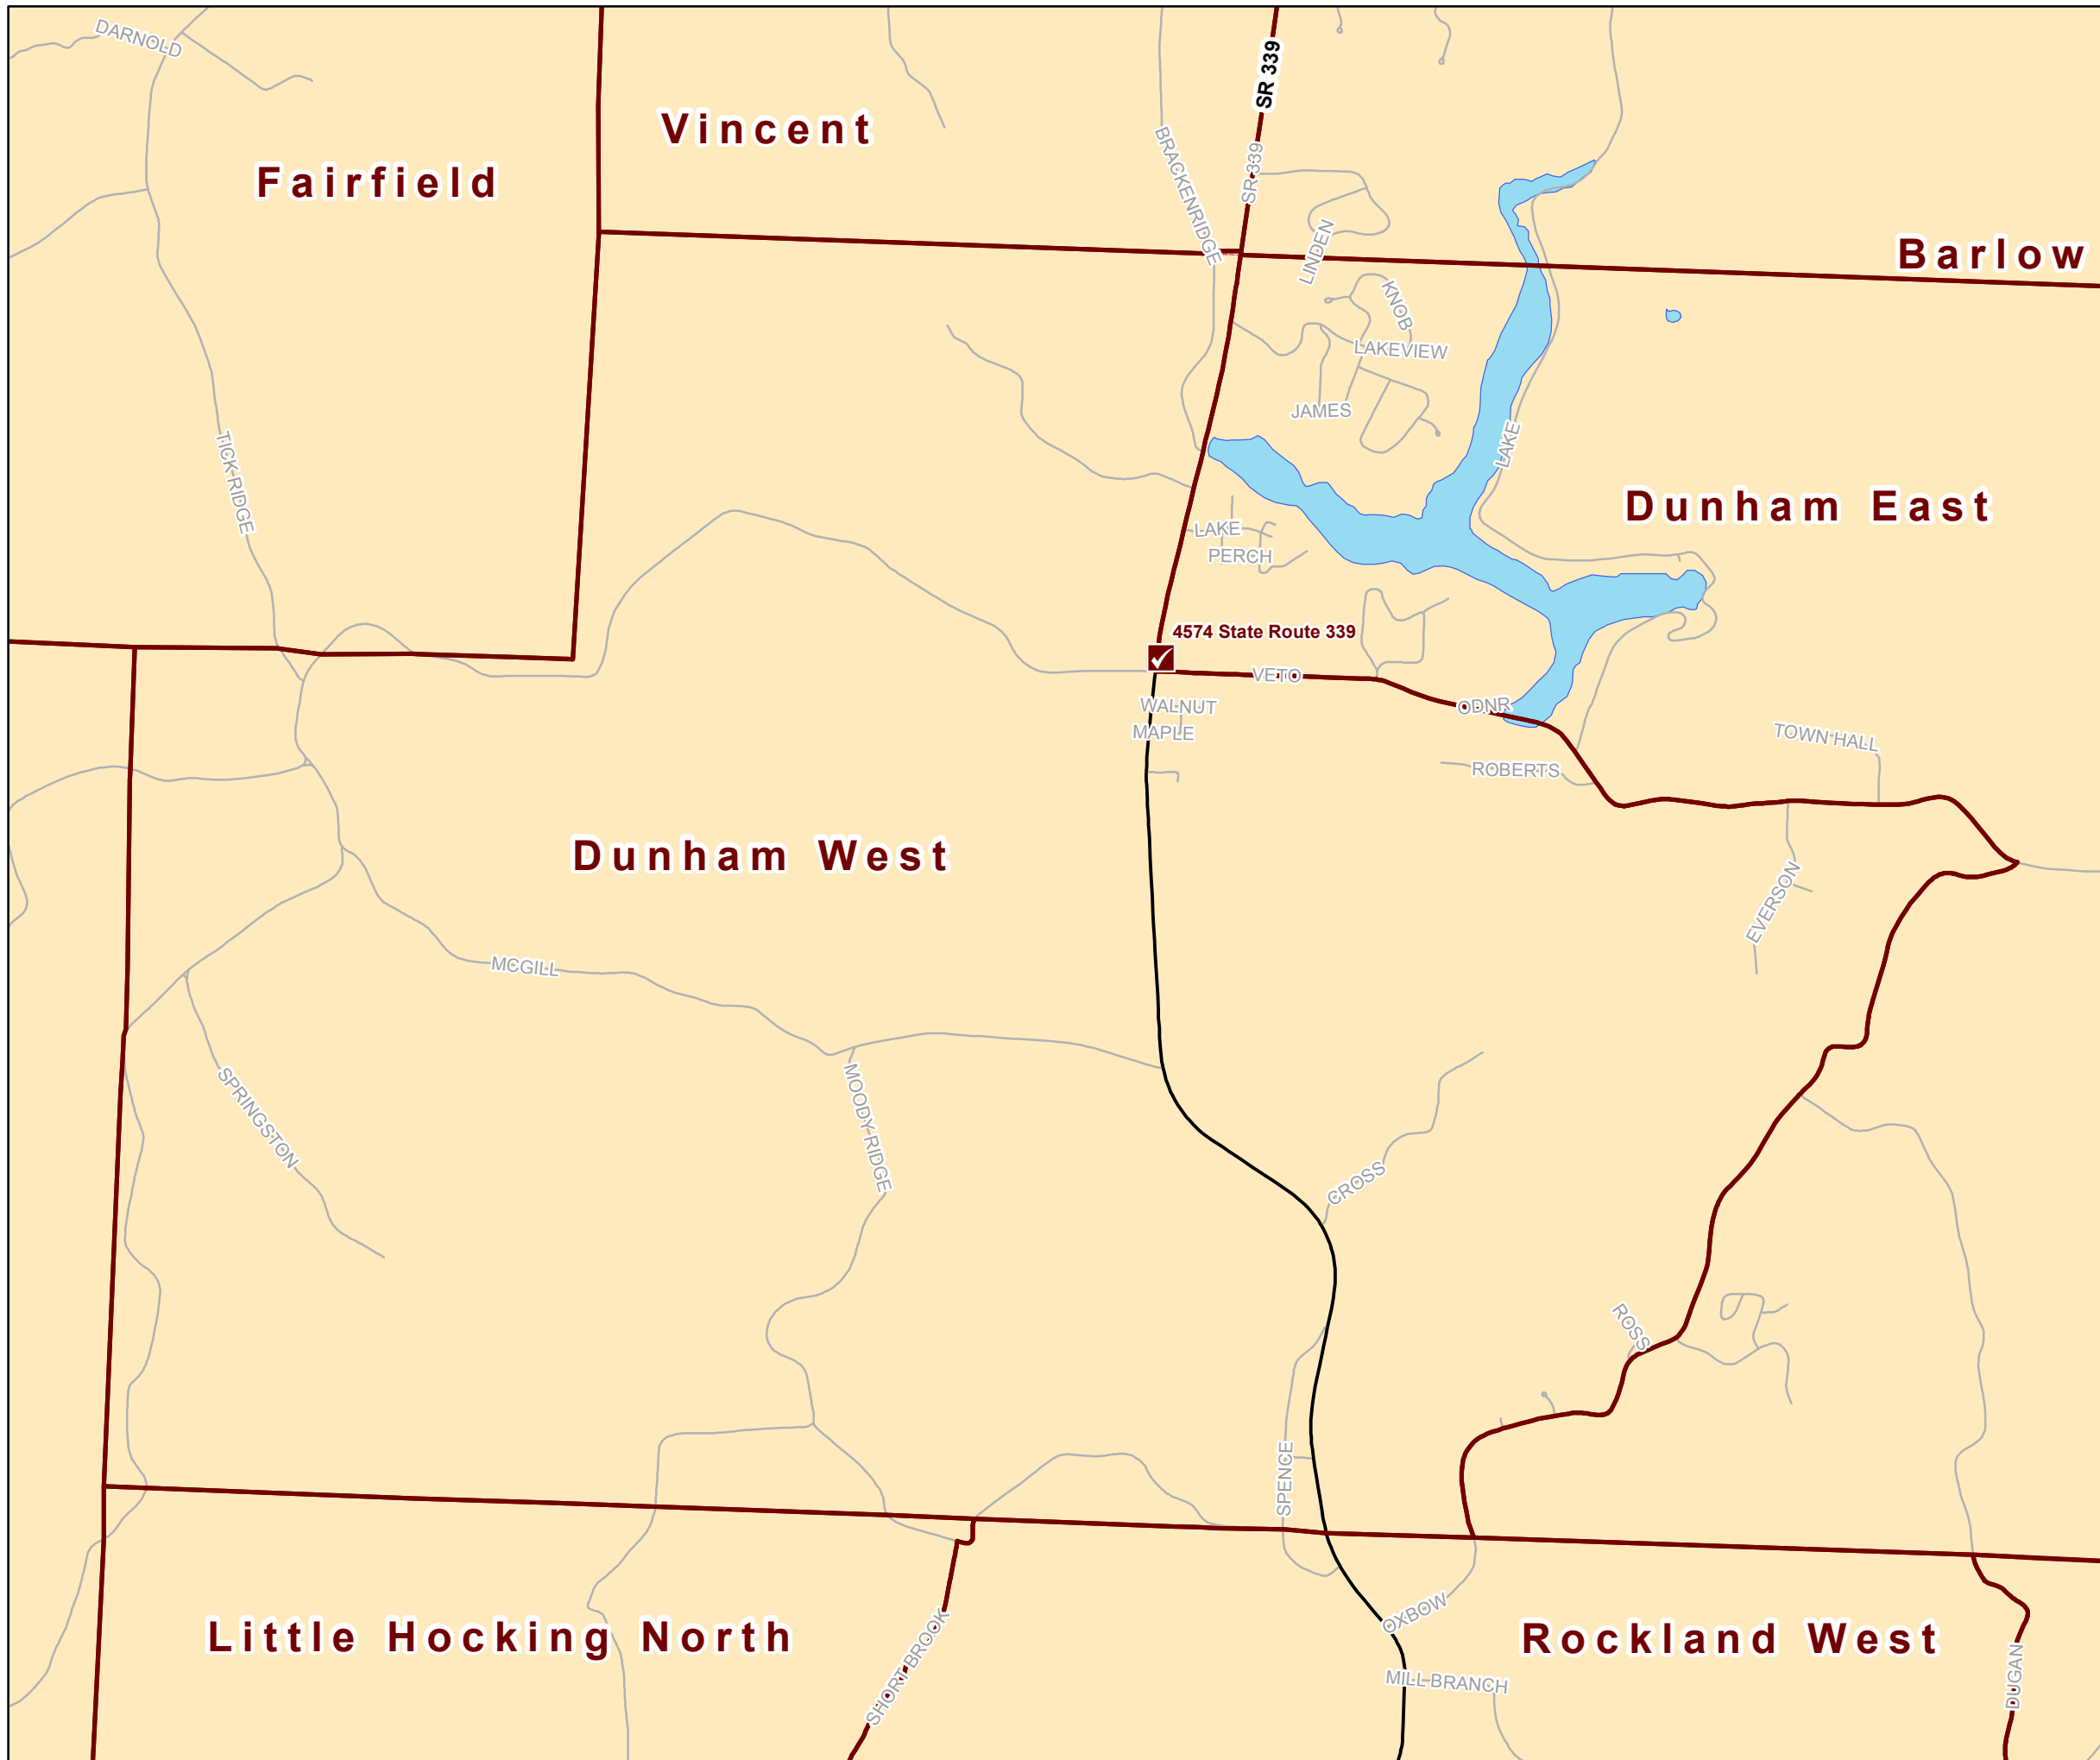 DARNOLD
SR 339
Vincent
Fairfield
BRACKENRIDGE
SR 339
LINDEN
Barlow
KNOB
LAKEVIEW
JAMES
TICK RIDGE
LAKE
Dunham East
LAKE
PERCH
4574 State Route 339
VETO
WALNUT
ODNR
MAPLE
TOWN HALL
ROBERTS
Dunham West
EVERSON
MCGILL
SPRINGSTON
MOODY RIDGE
CROSS
ROSS
SPENCE
OXBOW
Little Hocking North
Rockland West
SHORT BROOK
MILL BRANCH
DUGAN